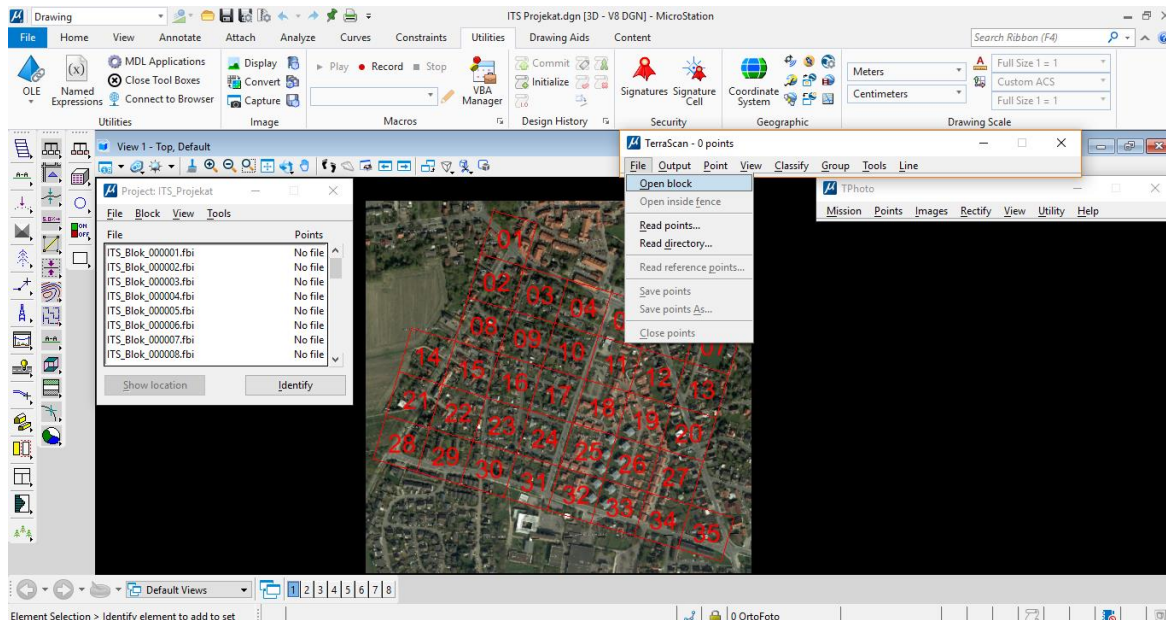 Drawing
ITS Projekat.dgn [3D - V8 DGN] - MicroStation
File Home View Annotate Attach Analyze Curves Constraints Utilities Drawing Aids Content
Search Ribbon (F4)
OLE
Named
Expressions
MDL Applications
Close Tool Boxes
Connect to Browser
Utilities
Display
Convert
Capture
Image
Play Record Stop
VBA
Manager
Macros
Commit
Initialize
Design History
Signatures
Signature
Cell
Security
Coordinate
System
Geographic
Meters
Centimeters
Full Size 1 = 1
Custom ACS
Full Size 1 = 1
Drawing Scale
View 1 - Top, Default
Project: ITS_Projekat
File Block View Tools
File Points
ITS_Blok_000001.fbi No file
ITS_Blok_000002.fbi No file
ITS_Blok_000003.fbi No file
ITS_Blok_000004.fbi No file
ITS_Blok_000005.fbi No file
ITS_Blok_000006.fbi No file
ITS_Blok_000007.fbi No file
ITS_Blok_000008.fbi No file
Show location Identify
TerraScan - 0 points
File Output Point View Classify Group Tools Line
Open block
Open inside fence
Read points...
Read directory...
Read reference points...
Save points
Save points As...
Close points
TPhoto
Mission Points Images Rectify View Utility Help
01
02 03 04
07
08 09 10 11 12 13
14 15 16 17 18 19 20
21 22 23 24 25 26 27
28 29 30 31 32 33 34 35
Default Views
1 2 3 4 5 6 7 8
Element Selection > Identify element to add to set
0 OrtoFoto